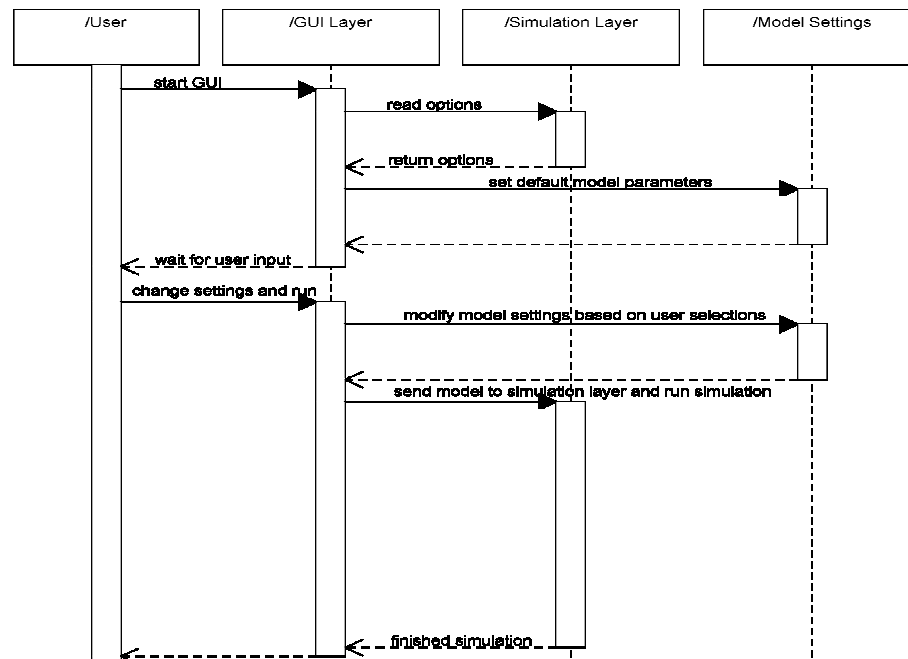 /User
/GUI Layer
/Simulation Layer
/Model Settings
start GUI
read options
return options
set default model parameters
wait for user input
change settings and run
modify model settings based on user selections
send model to simulation layer and run simulation
finished simulation